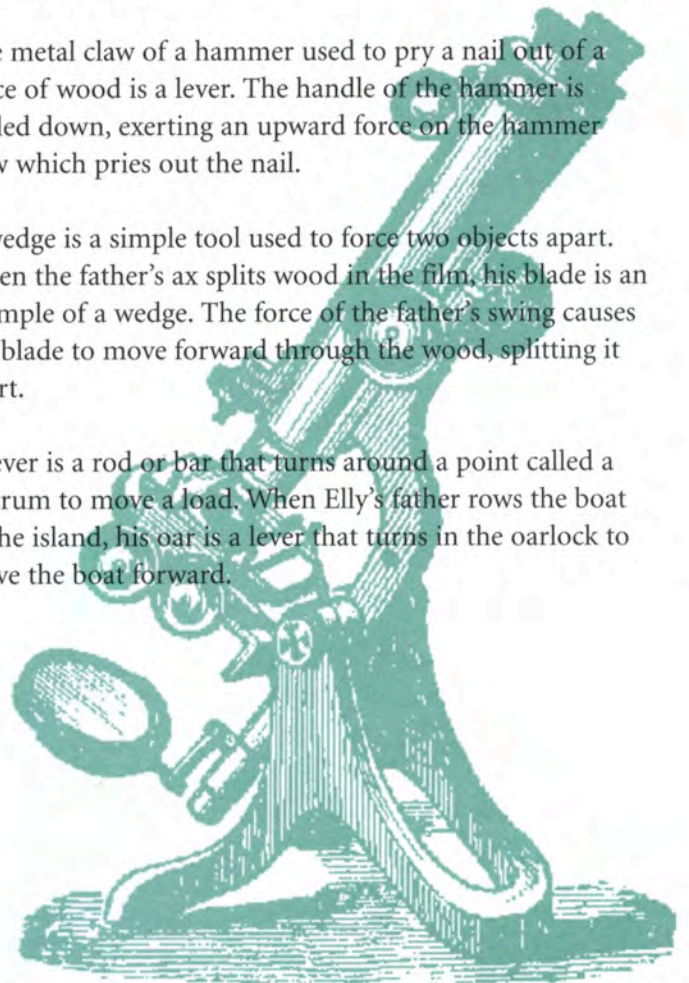 e metal claw of a hammer used to pry a nail out of a
ce of wood is a lever. The handle of the hammer is
led down, exerting an upward force on the hammer
w which pries out the nail.
vedge is a simple tool used to force two objects apart.
en the father's ax splits wood in the film, his blade is an
mple of a wedge. The force of the father's swing causes
blade to move forward through the wood, splitting it
rt.
ever is a rod or bar that turns around a point called a
rum to move a load. When Elly's father rows the boat
he island, his oar is a lever that turns in the oarlock to
ve the boat forward.